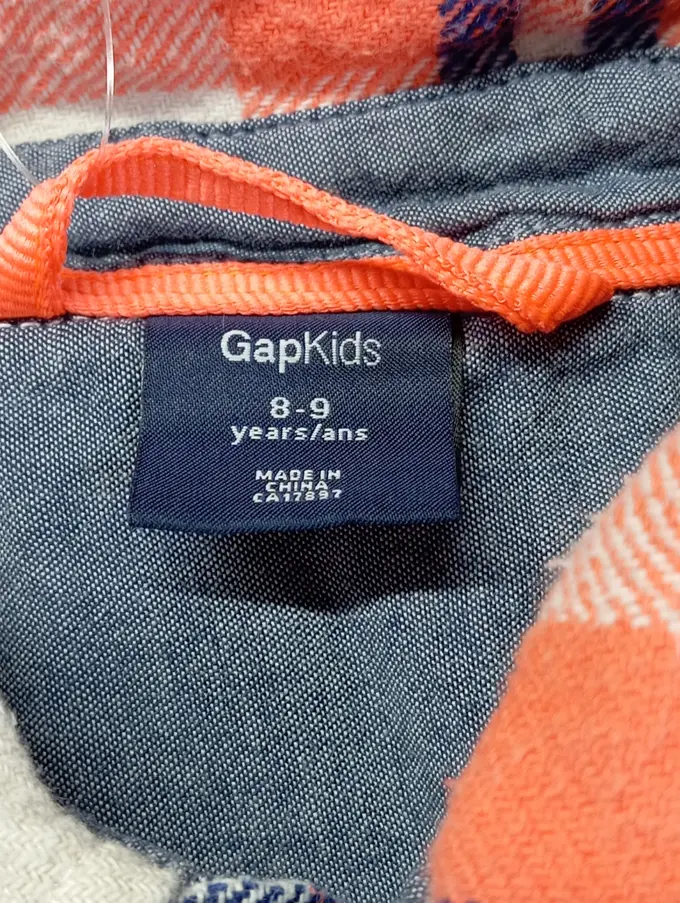 GapKids
8-9
years/ans
MADE IN
CHINA
CA17897